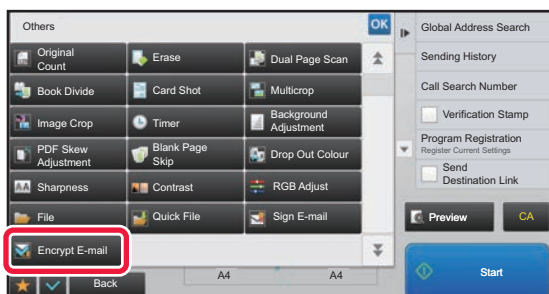 Others
OK
Original
Count
Erase
Dual Page Scan
Book Divide
Card Shot
Multicrop
Image Crop
Timer
Background
Adjustment
PDF Skew
Adjustment
Blank Page
Skip
Drop Out Colour
Sharpness
Contrast
RGB Adjust
File
Quick File
Sign E-mail
Encrypt E-mail
Back
A4
A4
Global Address Search
Sending History
Call Search Number
Verification Stamp
Program Registration
Register Current Settings
Send
Destination Link
Preview
CA
Start